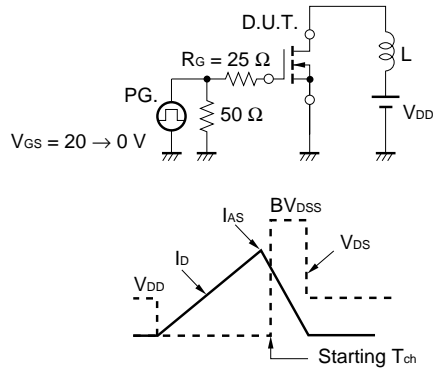 D.U.T.
RG = 25 Ω
L
PG.
50 Ω
VDD
VGS = 20 → 0 V
BVDSS
IAS
VDS
ID
VDD
Starting Tch